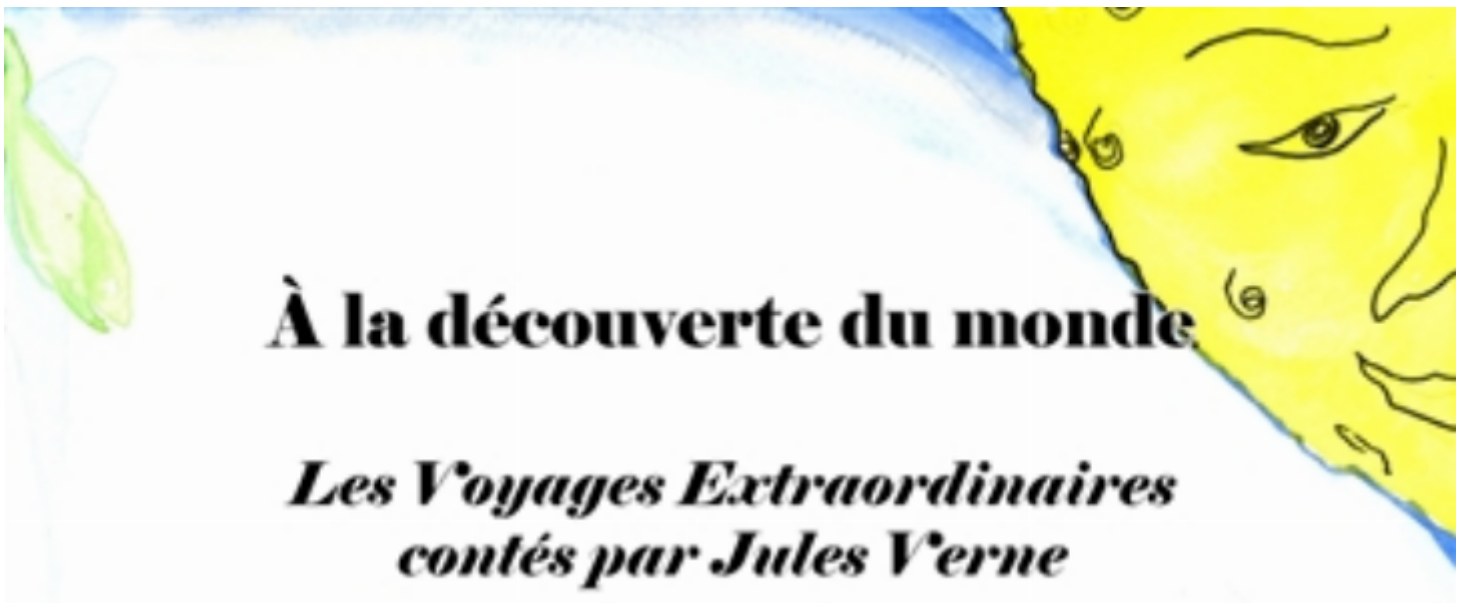 À la découverte du monde
Les Voyages Extraordinaires
contés par Jules Verne